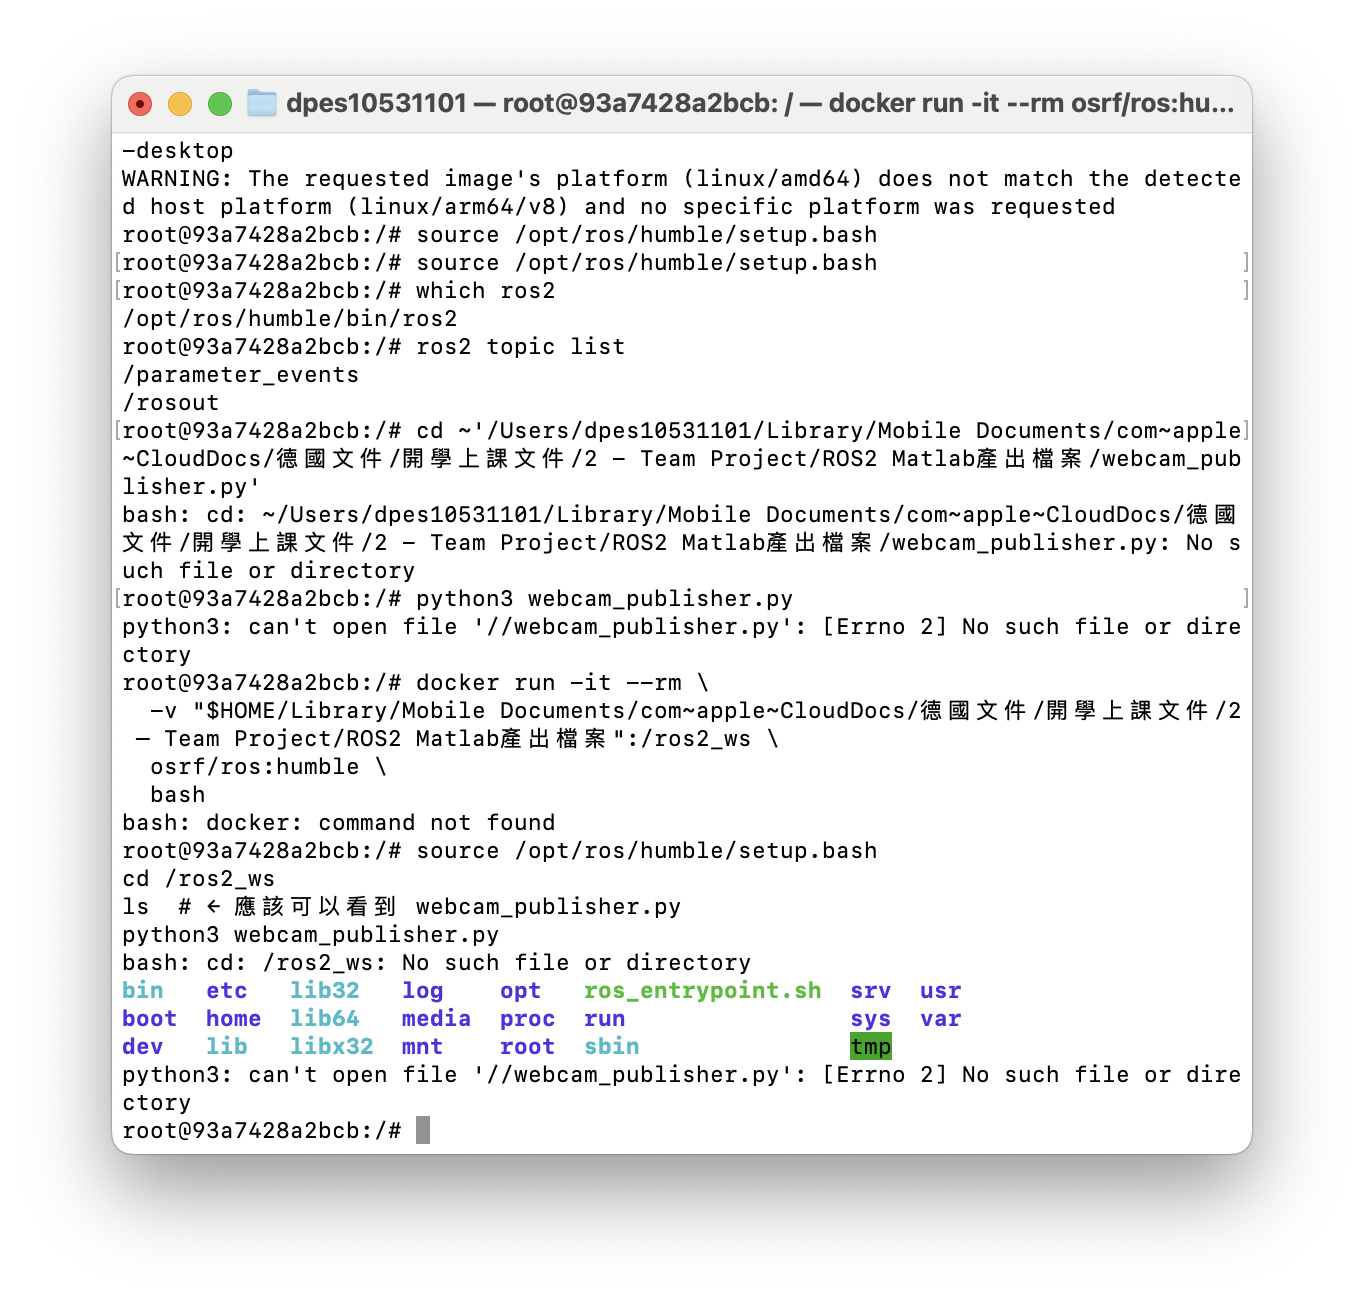 dpes10531101 — root@93a7428a2bcb: / — docker run -it --rm osrf/ros:hu...
-desktop
WARNING: The requested image's platform (linux/amd64) does not match the detecte
d host platform (linux/arm64/v8) and no specific platform was requested
root@93a7428a2bcb:/# source /opt/ros/humble/setup.bash
[root@93a7428a2bcb:/# source /opt/ros/humble/setup.bash ]
[root@93a7428a2bcb:/# which ros2 ]
/opt/ros/humble/bin/ros2
root@93a7428a2bcb:/# ros2 topic list
/parameter_events
/rosout
[root@93a7428a2bcb:/# cd ~'/Users/dpes10531101/Library/Mobile Documents/com~apple]
~CloudDocs/德國文件/開學上課文件/2 - Team Project/ROS2 Matlab產出檔案/webcam_pub
lisher.py'
bash: cd: ~/Users/dpes10531101/Library/Mobile Documents/com~apple~CloudDocs/德國
文件/開學上課文件/2 - Team Project/ROS2 Matlab產出檔案/webcam_publisher.py: No s
uch file or directory
[root@93a7428a2bcb:/# python3 webcam_publisher.py ]
python3: can't open file '//webcam_publisher.py': [Errno 2] No such file or dire
ctory
root@93a7428a2bcb:/# docker run -it --rm \
  -v "$HOME/Library/Mobile Documents/com~apple~CloudDocs/德國文件/開學上課文件/2
 - Team Project/ROS2 Matlab產出檔案":/ros2_ws \
  osrf/ros:humble \
  bash
bash: docker: command not found
root@93a7428a2bcb:/# source /opt/ros/humble/setup.bash
cd /ros2_ws
ls  # ← 應該可以看到 webcam_publisher.py
python3 webcam_publisher.py
bash: cd: /ros2_ws: No such file or directory
bin   etc   lib32   log    opt   ros_entrypoint.sh  srv  usr
boot  home  lib64   media  proc  run                sys  var
dev   lib   libx32  mnt    root  sbin               tmp
python3: can't open file '//webcam_publisher.py': [Errno 2] No such file or dire
ctory
root@93a7428a2bcb:/#